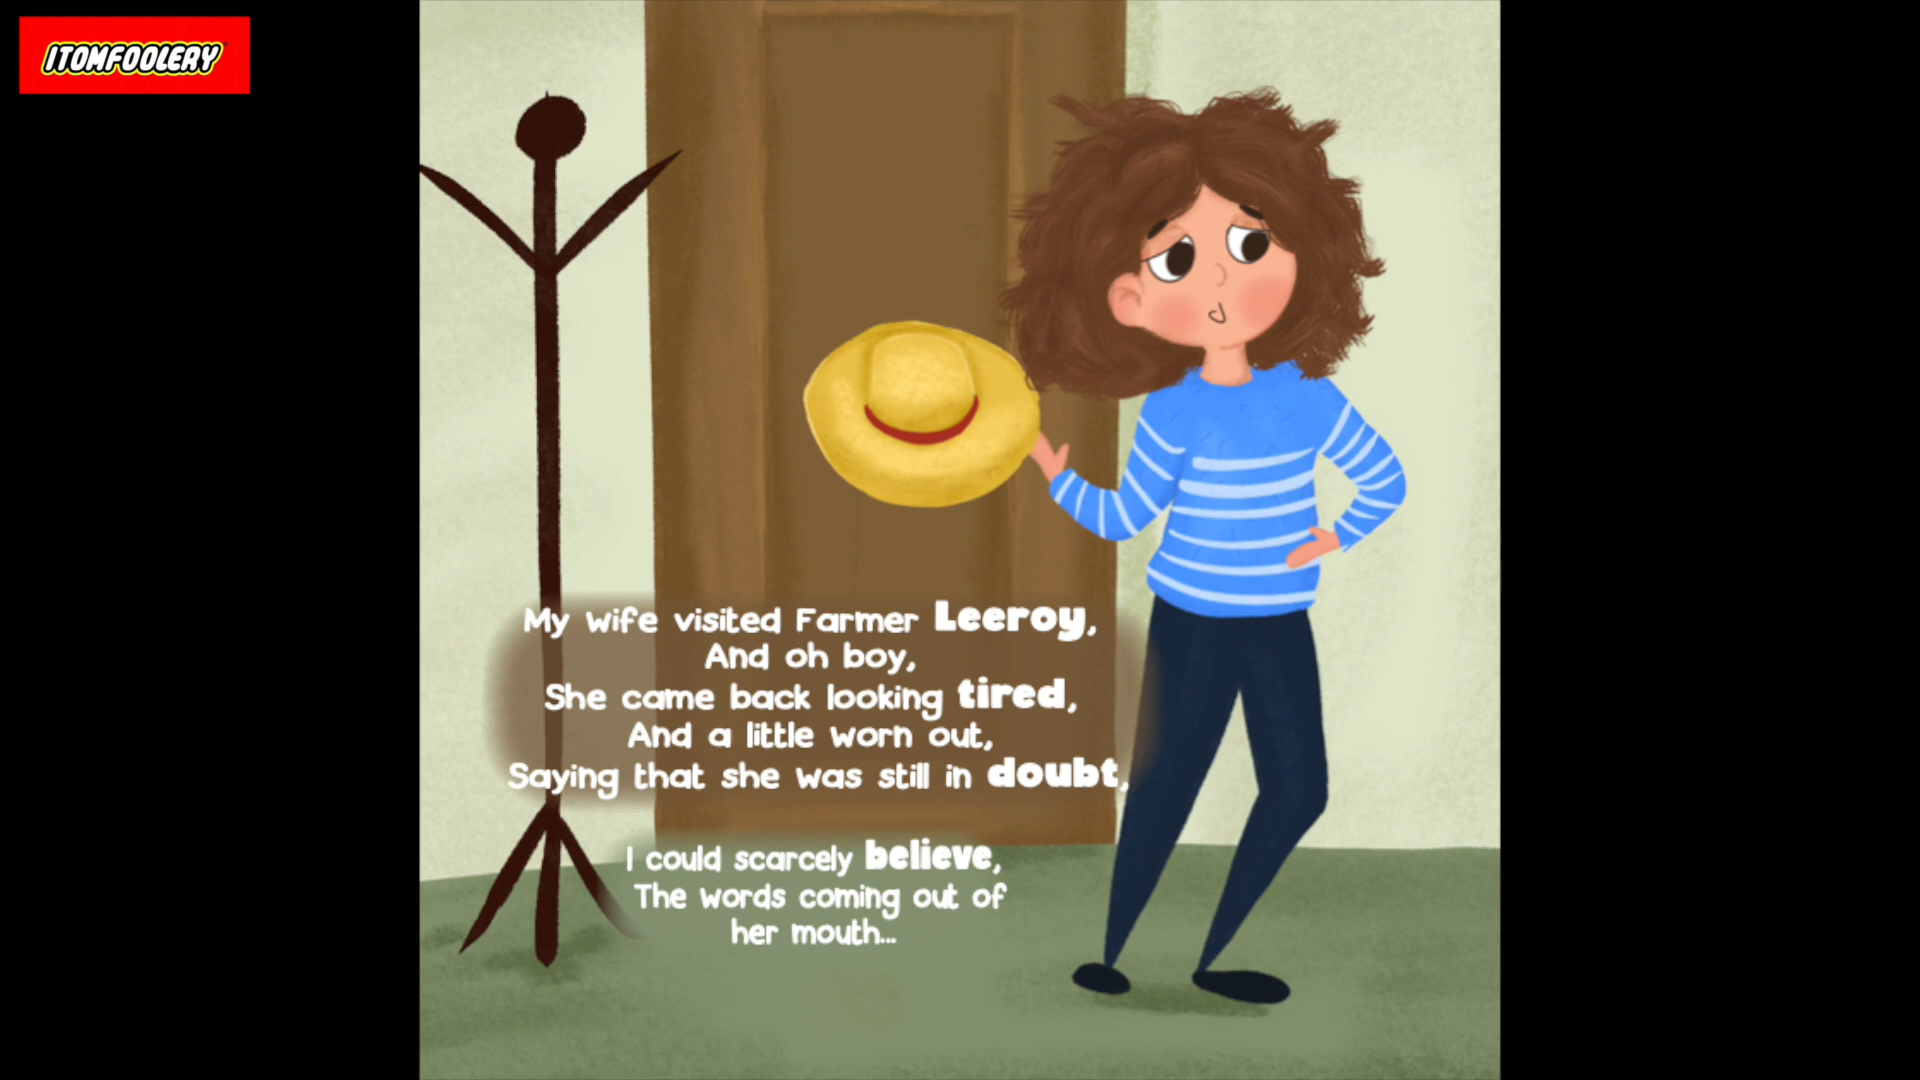 ITOMFOOLERY
My wife visited Farmer Leeroy,
And oh boy,
She came back looking tired,
And a little worn out,
Saying that she was still in doubt,
I could scarcely believe,
The words coming out of
her mouth...